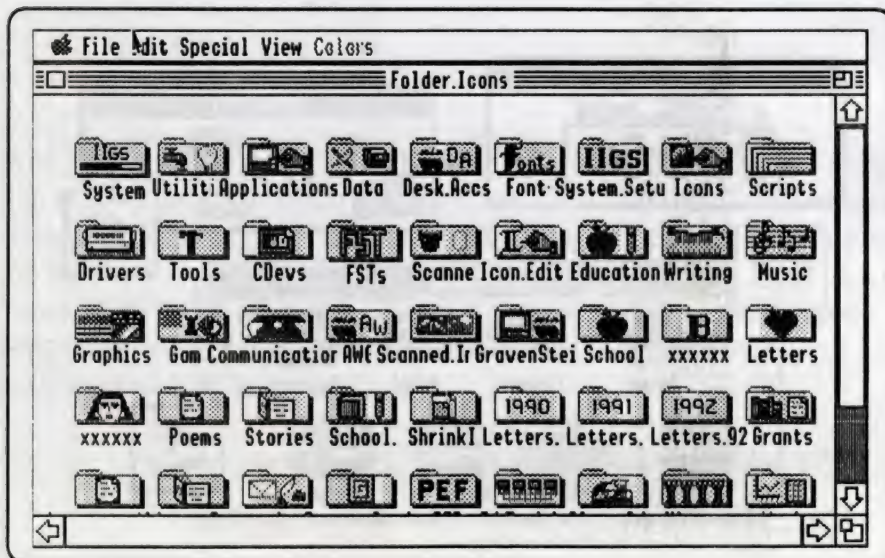 File Edit Special View Colors
Folder.Icons
IIGS DA Fonts IIGS
System Utiliti Applications Data Desk.Accs Font System.Setu Icons Scripts
T FST
Drivers Tools CDevs FSTs Scanne Icon.Edit Education Writing Music
AW B
Graphics Gam Communicatior AWE Scanned.Ir GravenStei School xxxxxx Letters
1990 1991 1992
xxxxxx Poems Stories School. ShrinkI Letters. Letters. Letters.92 Grants
PEF